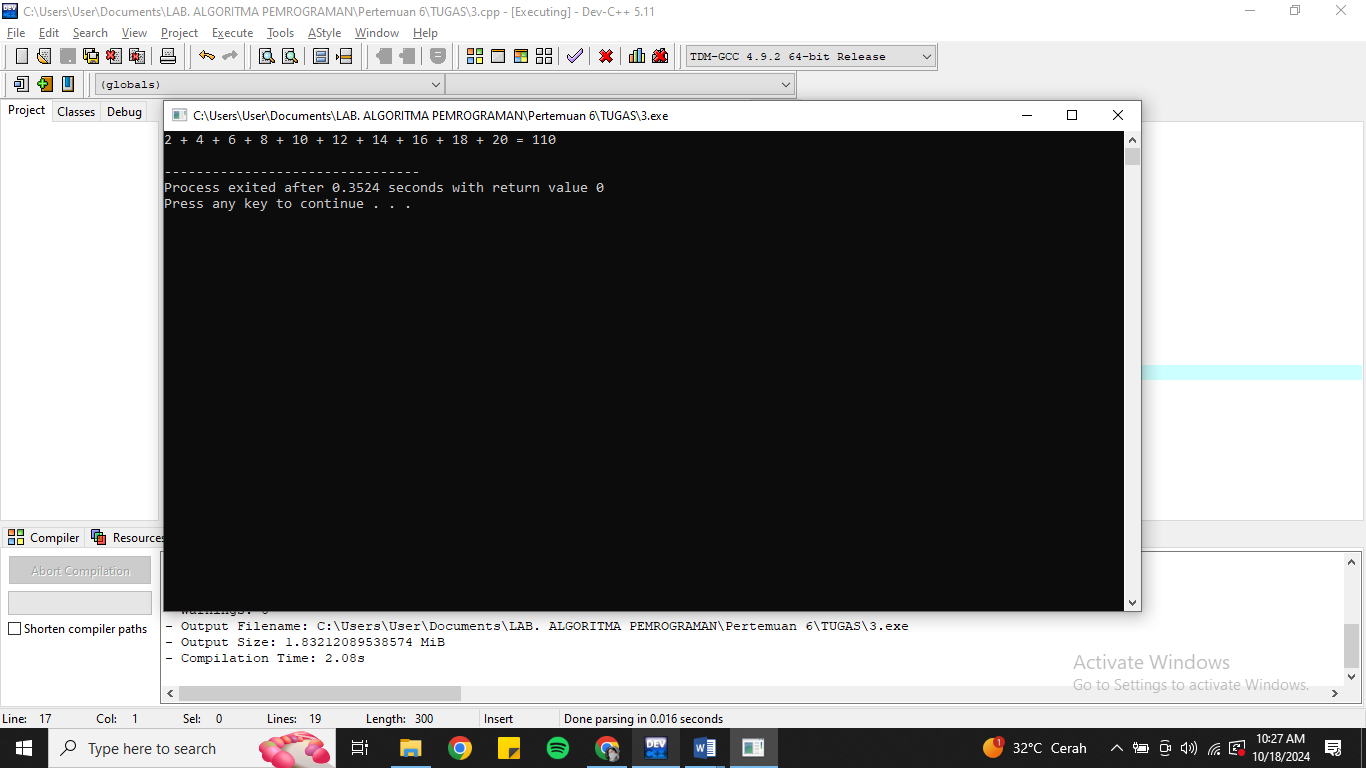 C:\Users\User\Documents\LAB. ALGORITMA PEMROGRAMAN\Pertemuan 6\TUGAS\3.cpp - [Executing] - Dev-C++ 5.11
File Edit Search View Project Execute Tools AStyle Window Help
TDM-GCC 4.9.2 64-bit Release
(globals)
Project Classes Debug
C:\Users\User\Documents\LAB. ALGORITMA PEMROGRAMAN\Pertemuan 6\TUGAS\3.exe
2 + 4 + 6 + 8 + 10 + 12 + 14 + 16 + 18 + 20 = 110
--------------------------------
Process exited after 0.3524 seconds with return value 0
Press any key to continue . . .
Compiler Resources
Abort Compilation
Shorten compiler paths
- Output Filename: C:\Users\User\Documents\LAB. ALGORITMA PEMROGRAMAN\Pertemuan 6\TUGAS\3.exe
- Output Size: 1.83212089538574 MiB
- Compilation Time: 2.08s
Activate Windows
Go to Settings to activate Windows.
Line: 17 Col: 1 Sel: 0 Lines: 19 Length: 300 Insert Done parsing in 0.016 seconds
Type here to search
DEV
1
32°C Cerah
10:27 AM
10/18/2024